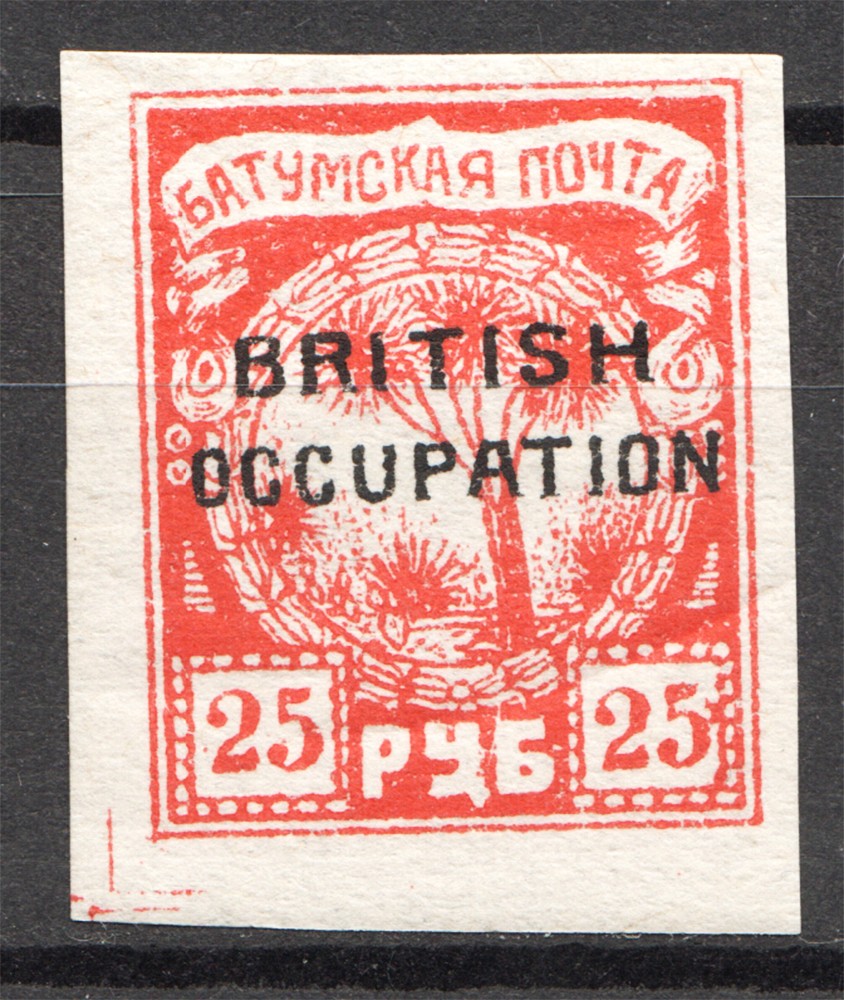 БАТУМСКАЯ ПОЧТА
BRITISH
OCCUPATION
25 РУБ 25